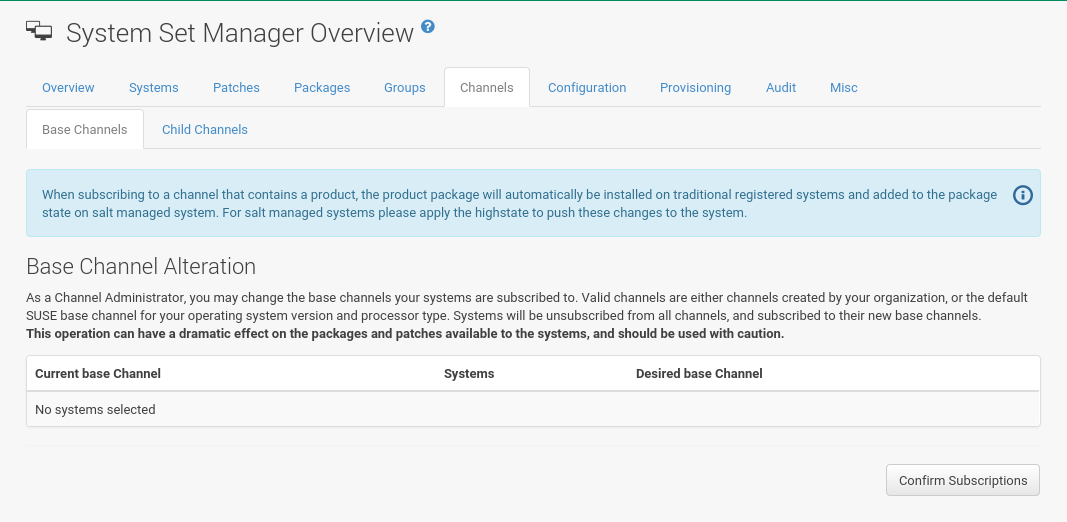 System Set Manager Overview ?
Overview Systems Patches Packages Groups Channels Configuration Provisioning Audit Misc
Base Channels Child Channels
When subscribing to a channel that contains a product, the product package will automatically be installed on traditional registered systems and added to the package
state on salt managed system. For salt managed systems please apply the highstate to push these changes to the system.
Base Channel Alteration
As a Channel Administrator, you may change the base channels your systems are subscribed to. Valid channels are either channels created by your organization, or the default
SUSE base channel for your operating system version and processor type. Systems will be unsubscribed from all channels, and subscribed to their new base channels.
This operation can have a dramatic effect on the packages and patches available to the systems, and should be used with caution.
Current base Channel Systems Desired base Channel
No systems selected
Confirm Subscriptions